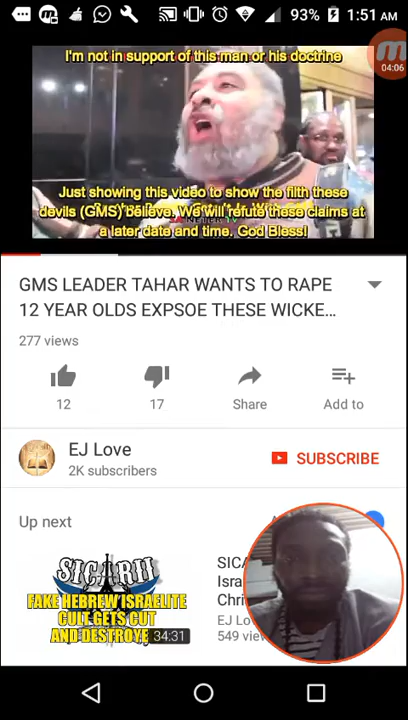 93% 1:51 AM
04:06
I'm not in support of this man or his doctrine
Just showing this video to show the filth these
devils (GMS) believe. We will refute these claims at
a later date and time. God Bless!
GMS LEADER TAHAR WANTS TO RAPE
12 YEAR OLDS EXPSOE THESE WICKE...
277 views
12
17
Share
Add to
EJ Love
2K subscribers
SUBSCRIBE
Up next
SICARII
FAKE HEBREW ISRAELITE
CULT GETS CUT
AND DESTROYE
34:31
SICA
Isra
Chri
EJ Lo
549 view